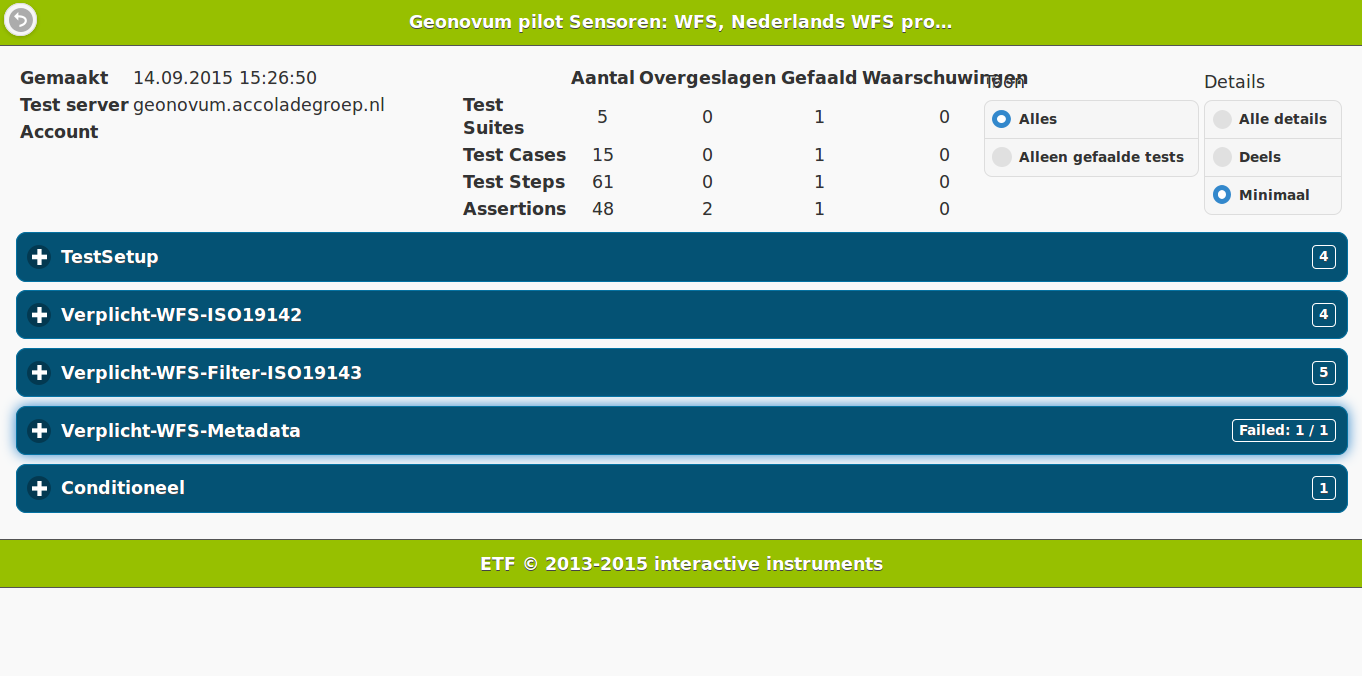 Geonovum pilot Sensoren: WFS, Nederlands WFS pro…
Gemaakt 14.09.2015 15:26:50
Test server geonovum.accoladegroep.nl
Account
Aantal Overgeslagen Gefaald Waarschuwingen
Test Suites 5 0 1 0
Test Cases 15 0 1 0
Test Steps 61 0 1 0
Assertions 48 2 1 0
Toon
Alles
Alleen gefaalde tests
Details
Alle details
Deels
Minimaal
TestSetup 4
Verplicht-WFS-ISO19142 4
Verplicht-WFS-Filter-ISO19143 5
Verplicht-WFS-Metadata Failed: 1 / 1
Conditioneel 1
ETF © 2013-2015 interactive instruments